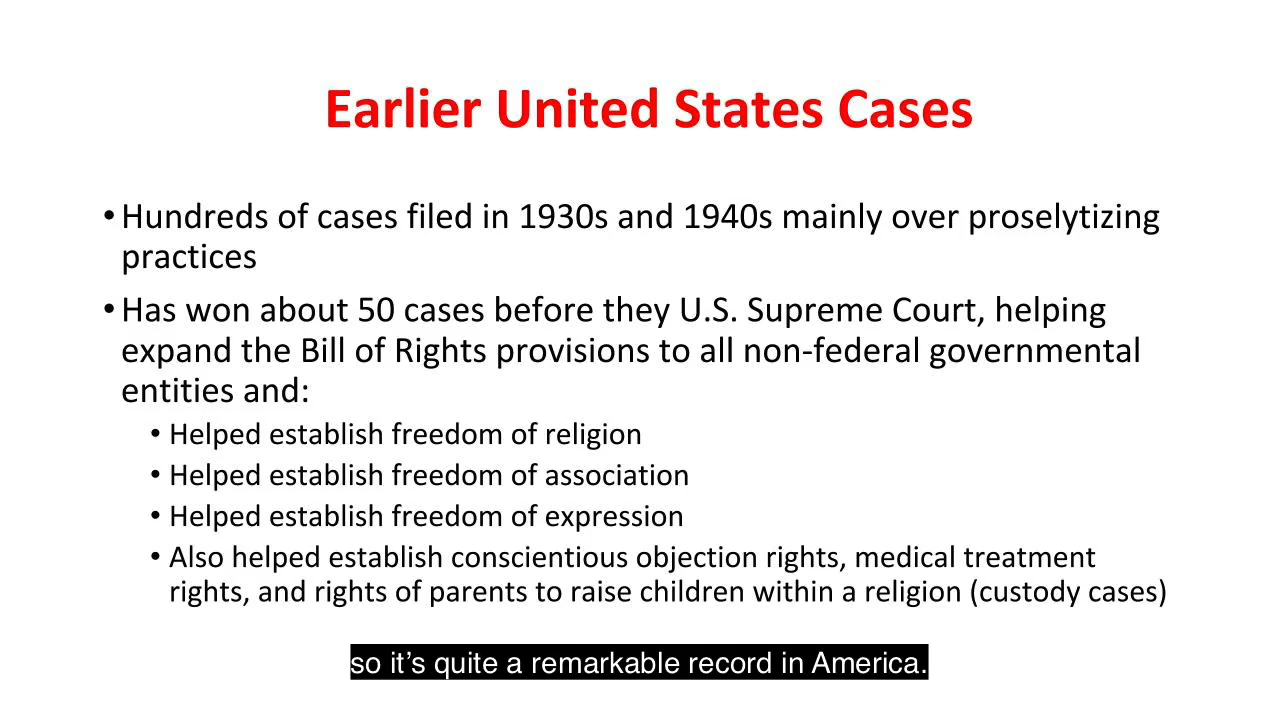 Earlier United States Cases
• Hundreds of cases filed in 1930s and 1940s mainly over proselytizing
practices
• Has won about 50 cases before they U.S. Supreme Court, helping
expand the Bill of Rights provisions to all non-federal governmental
entities and:
• Helped establish freedom of religion
• Helped establish freedom of association
• Helped establish freedom of expression
• Also helped establish conscientious objection rights, medical treatment
rights, and rights of parents to raise children within a religion (custody cases)
so it’s quite a remarkable record in America.